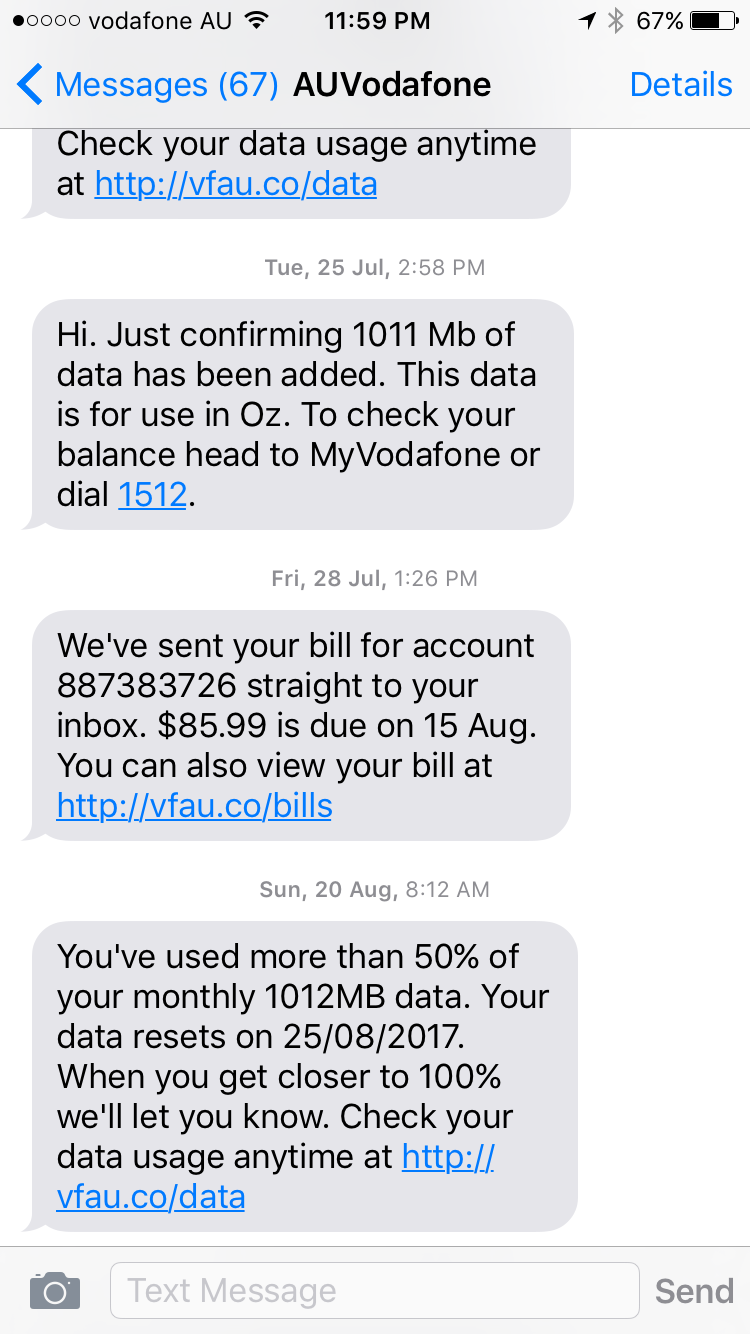 vodafone AU 11:59 PM 67%
Messages (67) AUVodafone Details
Check your data usage anytime
at http://vfau.co/data
Tue, 25 Jul, 2:58 PM
Hi. Just confirming 1011 Mb of
data has been added. This data
is for use in Oz. To check your
balance head to MyVodafone or
dial 1512.
Fri, 28 Jul, 1:26 PM
We've sent your bill for account
887383726 straight to your
inbox. $85.99 is due on 15 Aug.
You can also view your bill at
http://vfau.co/bills
Sun, 20 Aug, 8:12 AM
You've used more than 50% of
your monthly 1012MB data. Your
data resets on 25/08/2017.
When you get closer to 100%
we'll let you know. Check your
data usage anytime at http://
vfau.co/data
Text Message Send